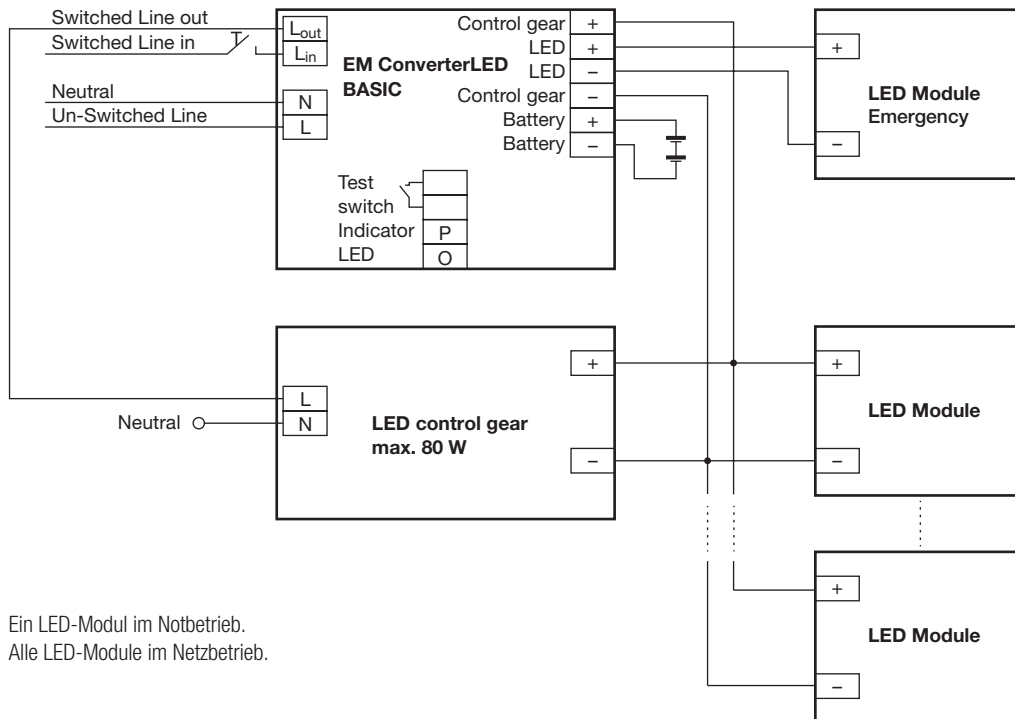 Switched Line out
Switched Line in
Neutral
Un-Switched Line
Lout
Lin
N
L
EM ConverterLED
BASIC
Control gear +
LED +
LED –
Control gear –
Battery +
Battery –
Test
switch
Indicator P
LED O
+
–
LED Module
Emergency
Neutral
L
N
LED control gear
max. 80 W
+
–
+
–
LED Module
+
–
LED Module
Ein LED-Modul im Notbetrieb.
Alle LED-Module im Netzbetrieb.